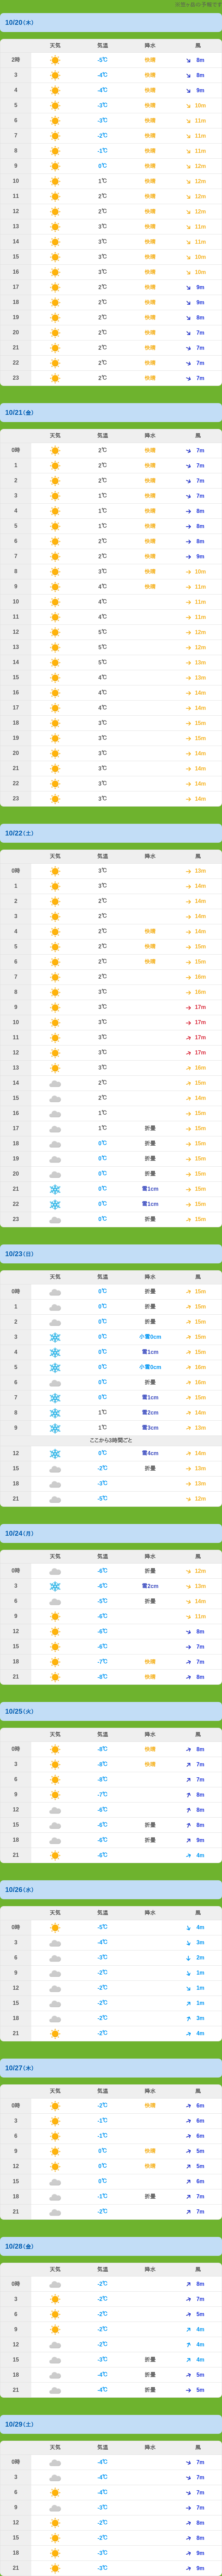 10/20(木)
天気 気温 降水 風
2時 -5℃ 快晴 8m
3 -4℃ 快晴 8m
4 -4℃ 快晴 9m
5 -3℃ 快晴 10m
6 -3℃ 快晴 11m
7 -2℃ 快晴 11m
8 -1℃ 快晴 11m
9 0℃ 快晴 12m
10 1℃ 快晴 12m
11 2℃ 快晴 12m
12 2℃ 快晴 12m
13 3℃ 快晴 11m
14 3℃ 快晴 11m
15 3℃ 快晴 10m
16 3℃ 快晴 10m
17 2℃ 快晴 9m
18 2℃ 快晴 9m
19 2℃ 快晴 8m
20 2℃ 快晴 7m
21 2℃ 快晴 7m
22 2℃ 快晴 7m
23 2℃ 快晴 7m
10/21(金)
天気 気温 降水 風
0時 2℃ 快晴 7m
1 2℃ 快晴 7m
2 2℃ 快晴 7m
3 1℃ 快晴 7m
4 1℃ 快晴 8m
5 1℃ 快晴 8m
6 2℃ 快晴 8m
7 2℃ 快晴 9m
8 3℃ 快晴 10m
9 4℃ 快晴 11m
10 4℃ 11m
11 4℃ 11m
12 5℃ 12m
13 5℃ 12m
14 5℃ 13m
15 4℃ 13m
16 4℃ 14m
17 4℃ 14m
18 3℃ 15m
19 3℃ 15m
20 3℃ 14m
21 3℃ 14m
22 3℃ 14m
23 3℃ 14m
10/22(土)
天気 気温 降水 風
0時 3℃ 13m
1 3℃ 14m
2 2℃ 14m
3 2℃ 14m
4 2℃ 快晴 14m
5 2℃ 快晴 15m
6 2℃ 快晴 15m
7 2℃ 16m
8 3℃ 16m
9 3℃ 17m
10 3℃ 17m
11 3℃ 17m
12 3℃ 17m
13 3℃ 16m
14 2℃ 15m
15 2℃ 14m
16 1℃ 15m
17 1℃ 折曇 15m
18 0℃ 折曇 15m
19 0℃ 折曇 15m
20 0℃ 折曇 15m
21 0℃ 雪1cm 15m
22 0℃ 雪1cm 15m
23 0℃ 折曇 15m
10/23(日)
天気 気温 降水 風
0時 0℃ 折曇 15m
1 0℃ 折曇 15m
2 0℃ 折曇 15m
3 0℃ 小雪0cm 15m
4 0℃ 雪1cm 15m
5 0℃ 小雪0cm 16m
6 0℃ 折曇 16m
7 0℃ 雪1cm 15m
8 1℃ 雪2cm 14m
9 1℃ 雪3cm 13m
ここから3時間ごと
12 0℃ 雪4cm 14m
15 -2℃ 折曇 13m
18 -3℃ 13m
21 -5℃ 12m
10/24(月)
天気 気温 降水 風
0時 -6℃ 折曇 12m
3 -6℃ 雪2cm 13m
6 -5℃ 折曇 14m
9 -6℃ 11m
12 -6℃ 8m
15 -6℃ 7m
18 -7℃ 快晴 7m
21 -8℃ 快晴 8m
10/25(火)
天気 気温 降水 風
0時 -8℃ 快晴 8m
3 -8℃ 快晴 7m
6 -8℃ 7m
9 -7℃ 8m
12 -6℃ 8m
15 -6℃ 折曇 8m
18 -6℃ 折曇 9m
21 -6℃ 4m
10/26(水)
天気 気温 降水 風
0時 -5℃ 4m
3 -4℃ 3m
6 -3℃ 2m
9 -2℃ 1m
12 -2℃ 1m
15 -2℃ 1m
18 -2℃ 3m
21 -2℃ 4m
10/27(木)
天気 気温 降水 風
0時 -2℃ 快晴 6m
3 -1℃ 6m
6 -1℃ 6m
9 0℃ 快晴 5m
12 0℃ 快晴 5m
15 0℃ 6m
18 -1℃ 折曇 7m
21 -2℃ 7m
10/28(金)
天気 気温 降水 風
0時 -2℃ 8m
3 -2℃ 7m
6 -2℃ 5m
9 -2℃ 4m
12 -2℃ 4m
15 -3℃ 折曇 4m
18 -4℃ 折曇 5m
21 -4℃ 折曇 5m
10/29(土)
天気 気温 降水 風
0時 -4℃ 7m
3 -4℃ 7m
6 -4℃ 7m
9 -3℃ 7m
12 -2℃ 8m
15 -2℃ 8m
18 -3℃ 9m
21 -3℃ 9m